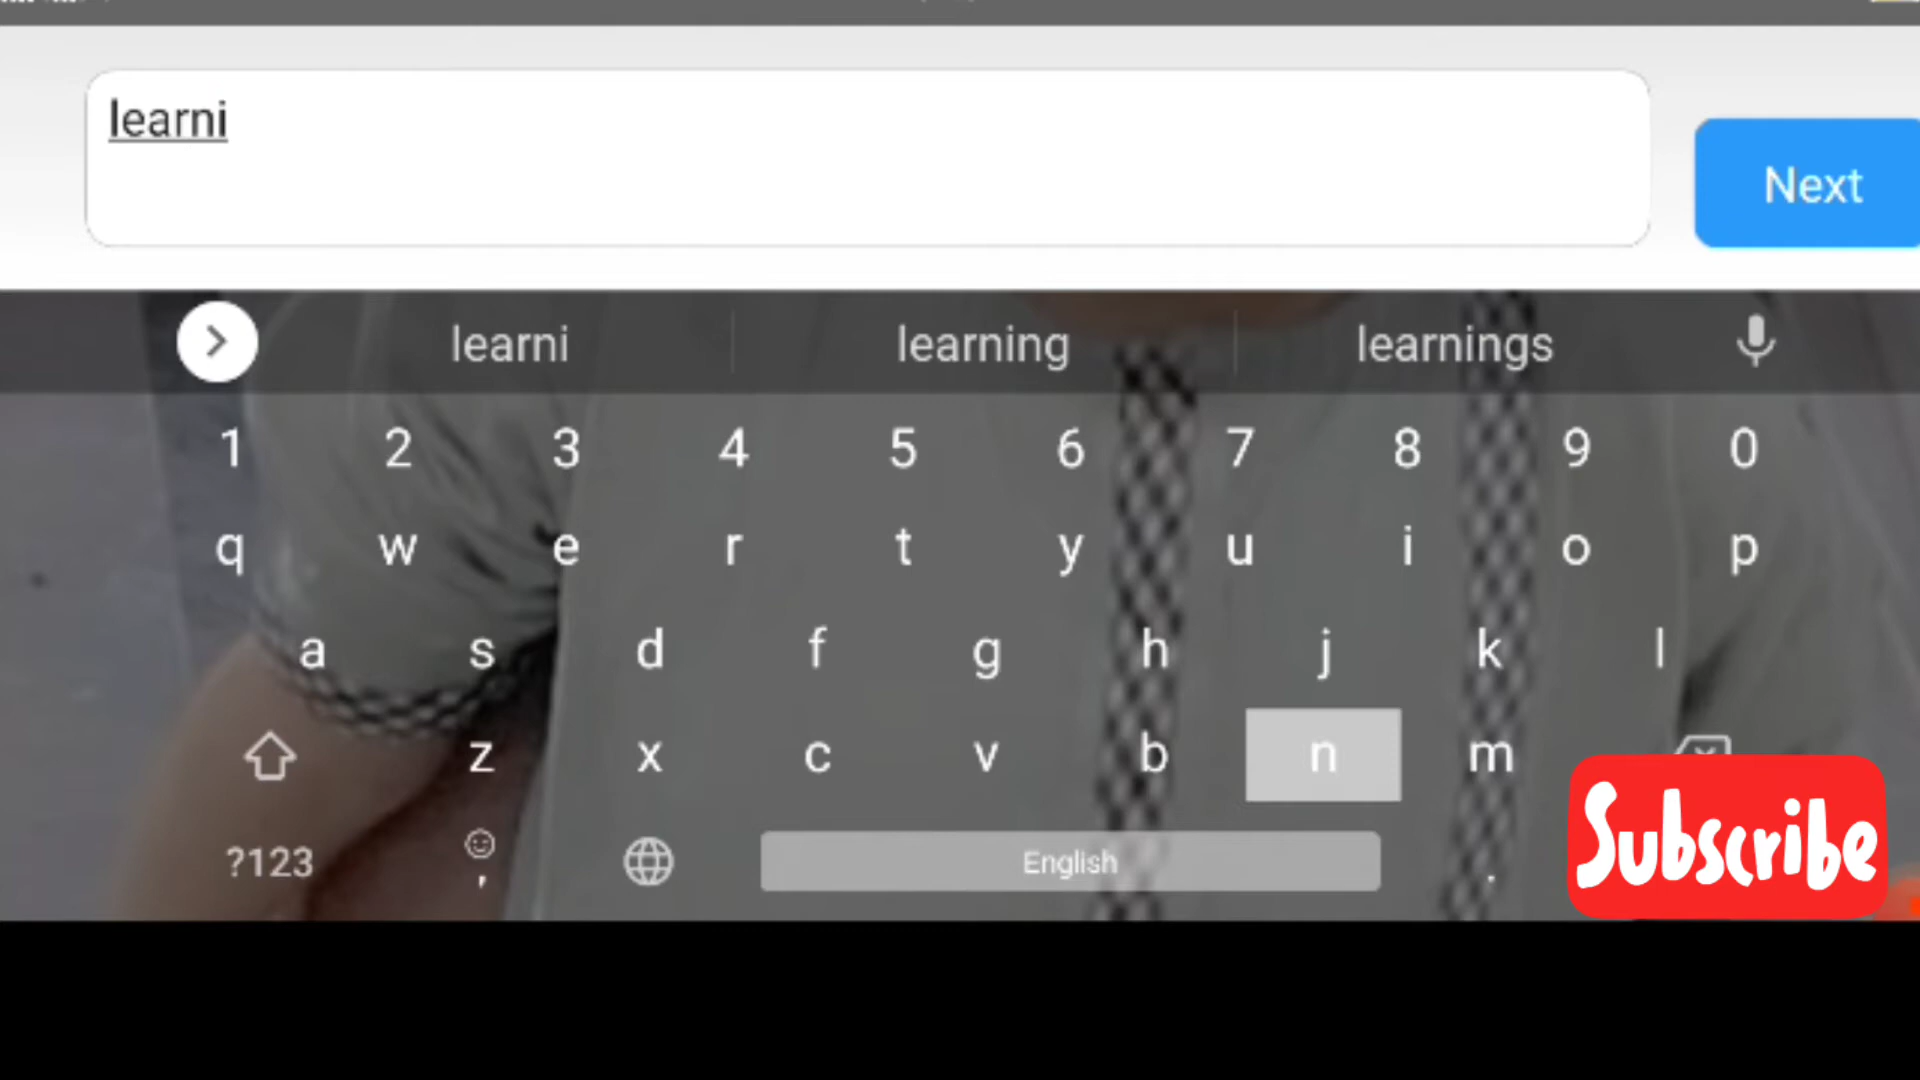 learni
Next
learni learning learnings
1 2 3 4 5 6 7 8 9 0
q w e r t y u i o p
a s d f g h j k l
z x c v b n m
?123 , English .
Subscribe